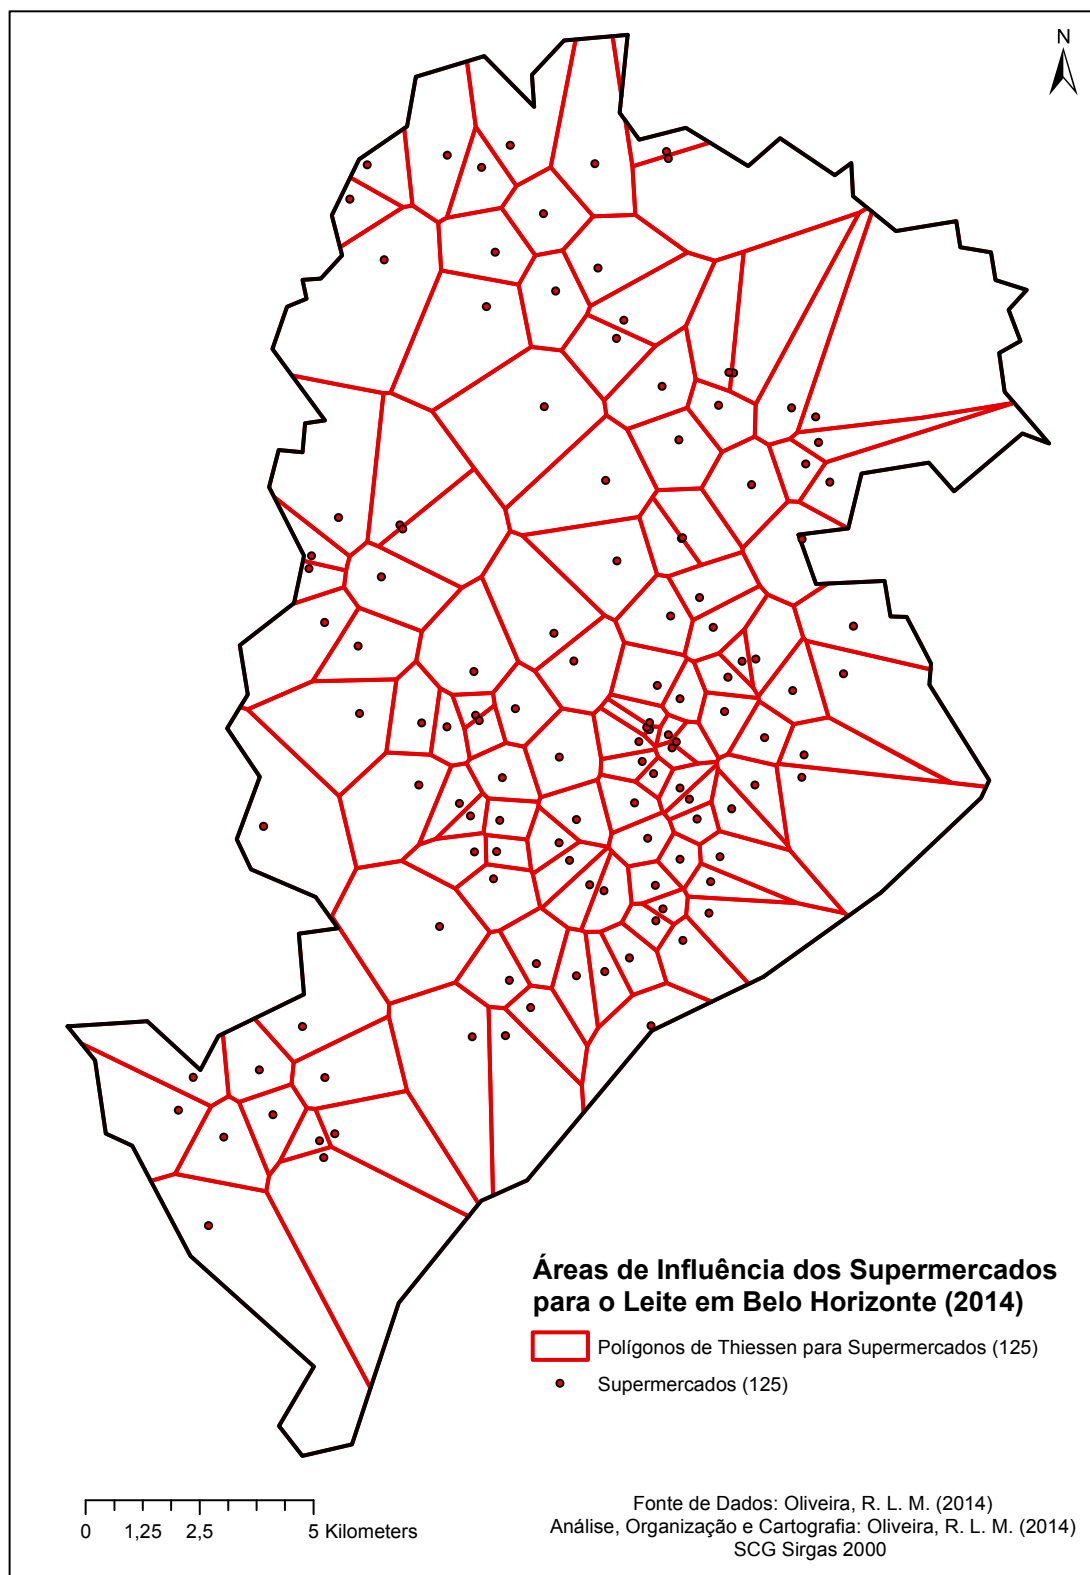 N
Áreas de Influência dos Supermercados
para o Leite em Belo Horizonte (2014)
Polígonos de Thiessen para Supermercados (125)
Supermercados (125)
0 1,25 2,5 5 Kilometers
Fonte de Dados: Oliveira, R. L. M. (2014)
Análise, Organização e Cartografia: Oliveira, R. L. M. (2014)
SCG Sirgas 2000